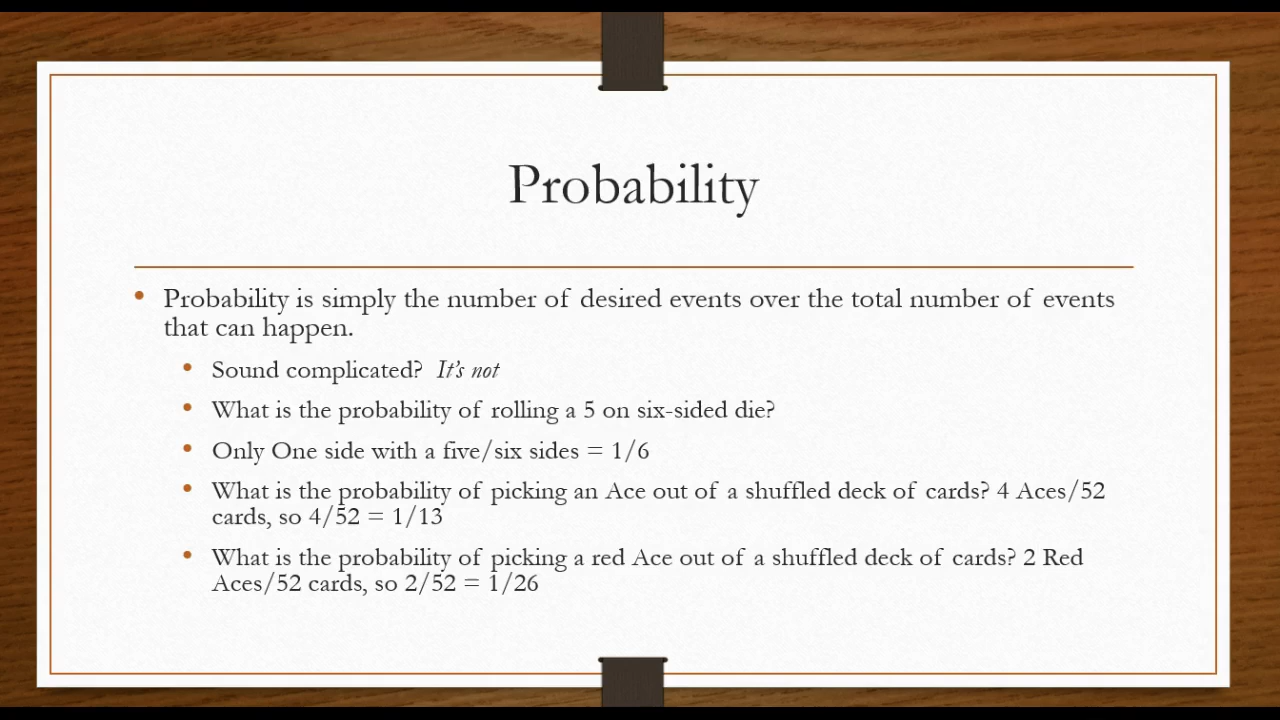 Probability
• Probability is simply the number of desired events over the total number of events
that can happen.
• Sound complicated? It's not
• What is the probability of rolling a 5 on six-sided die?
• Only One side with a five/six sides = 1/6
• What is the probability of picking an Ace out of a shuffled deck of cards? 4 Aces/52
cards, so 4/52 = 1/13
• What is the probability of picking a red Ace out of a shuffled deck of cards? 2 Red
Aces/52 cards, so 2/52 = 1/26